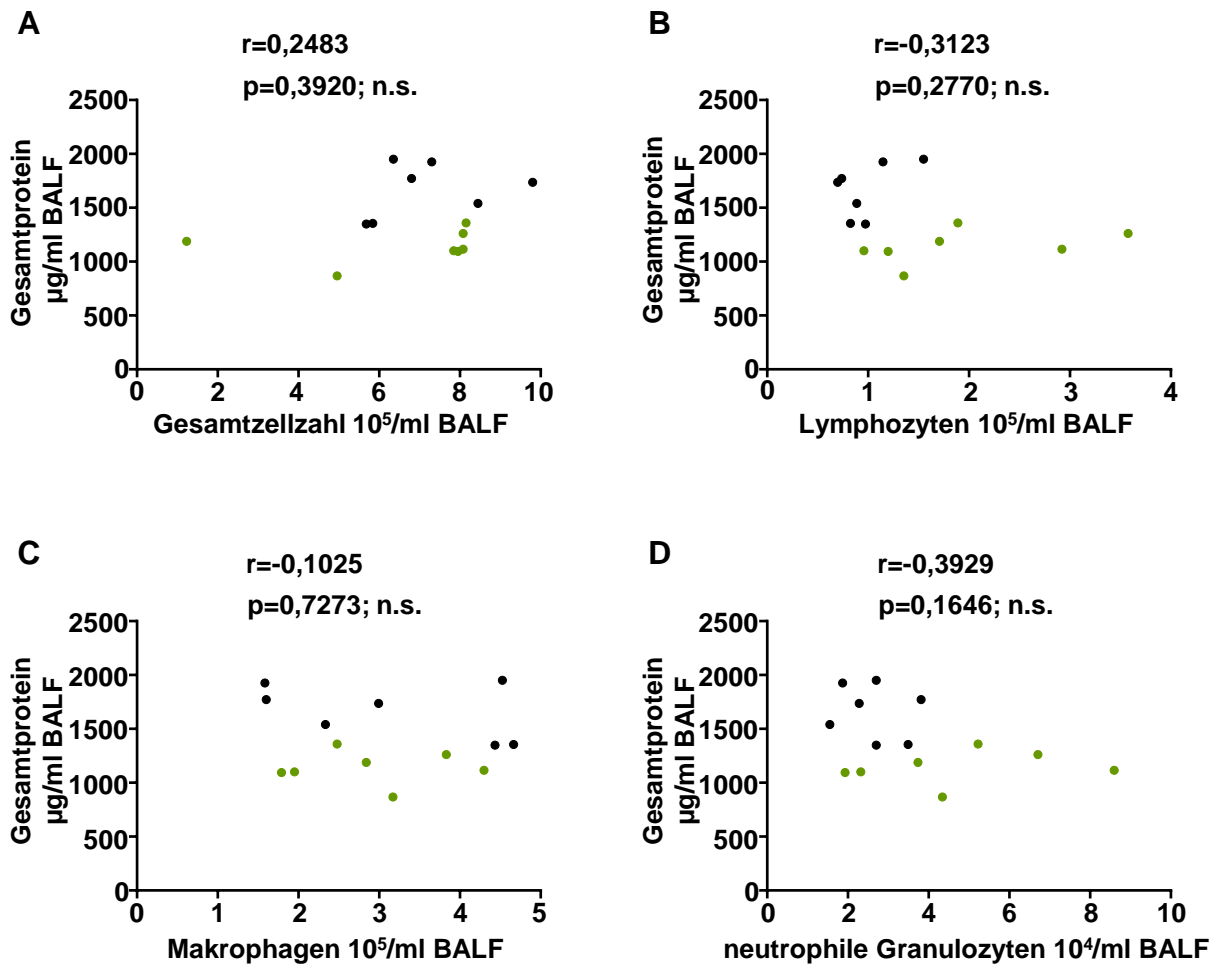 A
r=0,2483
p=0,3920; n.s.
Gesamtprotein
µg/ml BALF
2500
2000
1500
1000
500
0
0 2 4 6 8 10
Gesamtzellzahl 10⁵/ml BALF
B
r=-0,3123
p=0,2770; n.s.
Gesamtprotein
µg/ml BALF
2500
2000
1500
1000
500
0
0 1 2 3 4
Lymphozyten 10⁵/ml BALF
C
r=-0,1025
p=0,7273; n.s.
Gesamtprotein
µg/ml BALF
2500
2000
1500
1000
500
0
0 1 2 3 4 5
Makrophagen 10⁵/ml BALF
D
r=-0,3929
p=0,1646; n.s.
Gesamtprotein
µg/ml BALF
2500
2000
1500
1000
500
0
0 2 4 6 8 10
neutrophile Granulozyten 10⁴/ml BALF